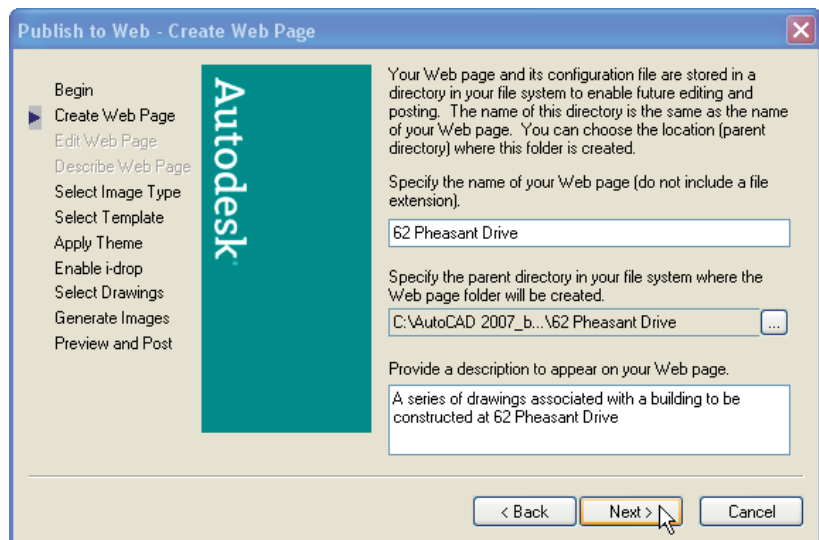 Publish to Web - Create Web Page
Begin
Create Web Page
Edit Web Page
Describe Web Page
Select Image Type
Select Template
Apply Theme
Enable i-drop
Select Drawings
Generate Images
Preview and Post
Autodesk
Your Web page and its configuration file are stored in a
directory in your file system to enable future editing and
posting. The name of this directory is the same as the name
of your Web page. You can choose the location (parent
directory) where this folder is created.
Specify the name of your Web page (do not include a file
extension).
62 Pheasant Drive
Specify the parent directory in your file system where the
Web page folder will be created.
C:\AutoCAD 2007_b...\62 Pheasant Drive
...
Provide a description to appear on your Web page.
A series of drawings associated with a building to be
constructed at 62 Pheasant Drive
< Back
Next >
Cancel